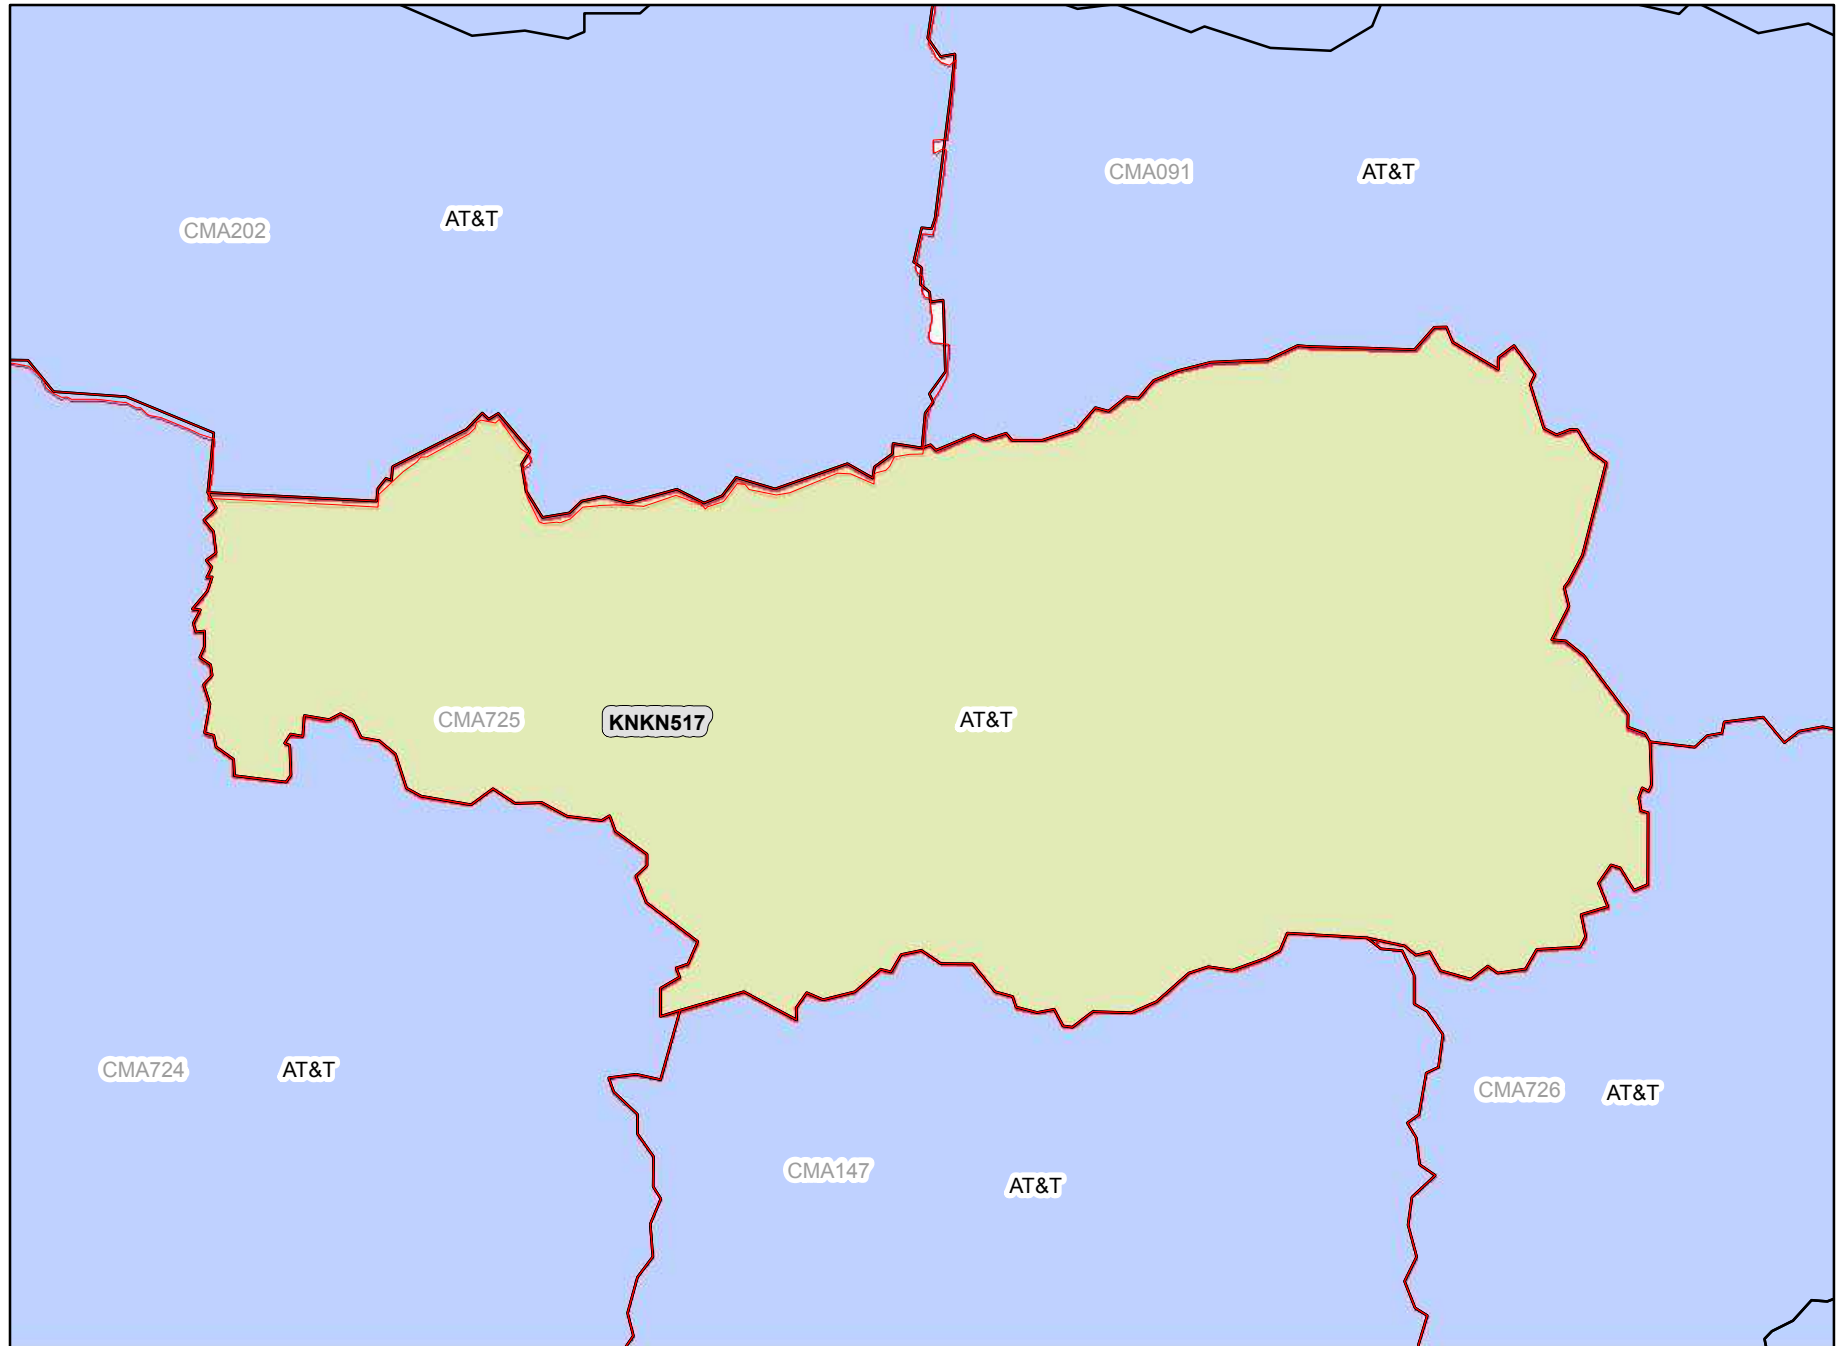 CMA091 AT&T
CMA202 AT&T
CMA725 KNKN517 AT&T
CMA724 AT&T
CMA726 AT&T
CMA147 AT&T